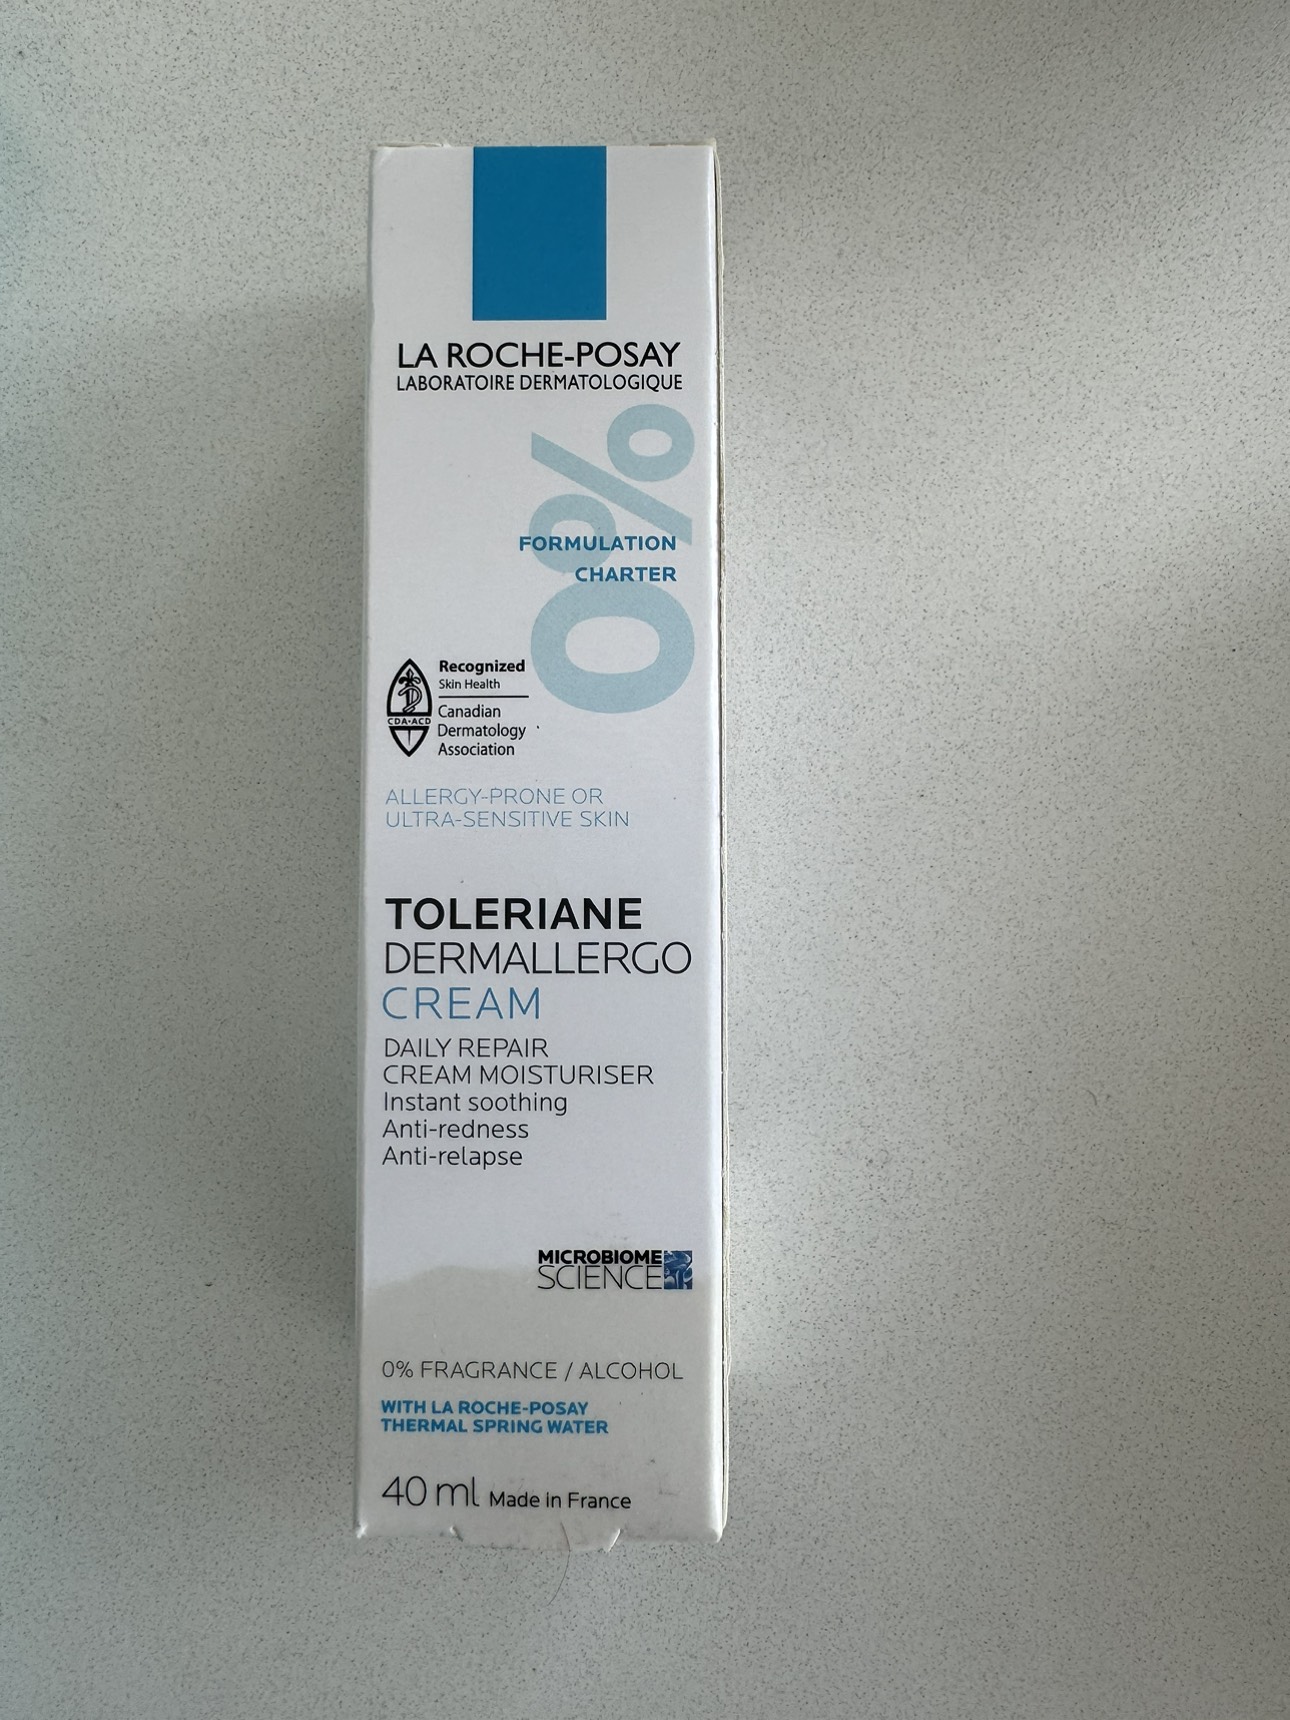 LA ROCHE-POSAY
LABORATOIRE DERMATOLOGIQUE
0%
FORMULATION
CHARTER
Recognized
Skin Health
Canadian
Dermatology
Association
CDA•ACD
ALLERGY-PRONE OR
ULTRA-SENSITIVE SKIN
TOLERIANE
DERMALLERGO
CREAM
DAILY REPAIR
CREAM MOISTURISER
Instant soothing
Anti-redness
Anti-relapse
MICROBIOME
SCIENCE
0% FRAGRANCE / ALCOHOL
WITH LA ROCHE-POSAY
THERMAL SPRING WATER
40 ml Made in France